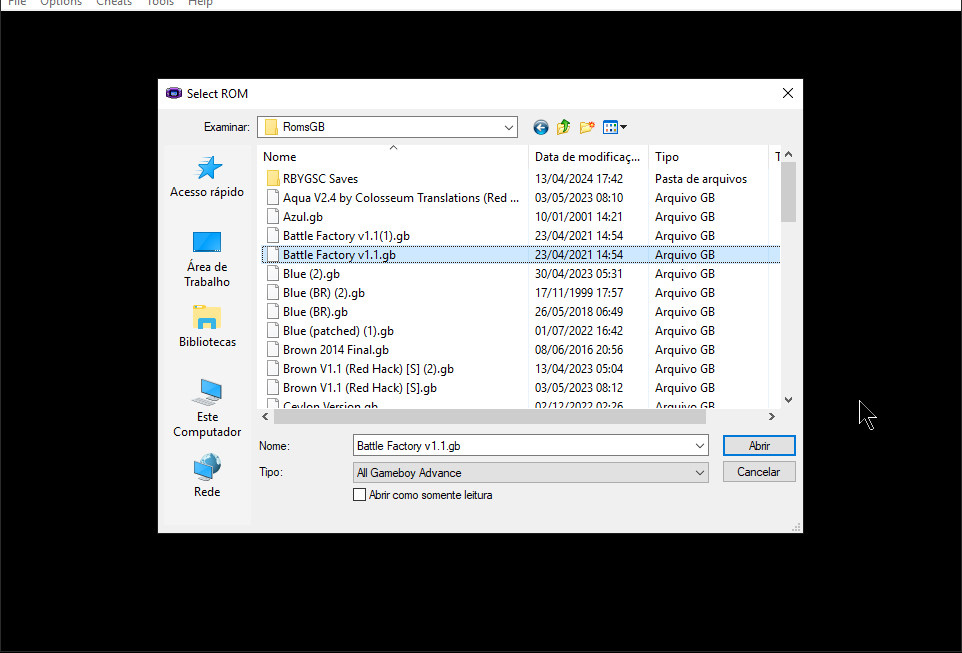 File Options Cheats Tools Help
Select ROM
Examinar: RomsGB
Acesso rápido
Área de
Trabalho
Bibliotecas
Este
Computador
Rede
Nome Data de modificaç... Tipo T
RBYGSC Saves 13/04/2024 17:42 Pasta de arquivos
Aqua V2.4 by Colosseum Translations (Red ... 03/05/2023 08:10 Arquivo GB
Azul.gb 10/01/2001 14:21 Arquivo GB
Battle Factory v1.1(1).gb 23/04/2021 14:54 Arquivo GB
Battle Factory v1.1.gb 23/04/2021 14:54 Arquivo GB
Blue (2).gb 30/04/2023 05:31 Arquivo GB
Blue (BR) (2).gb 17/11/1999 17:57 Arquivo GB
Blue (BR).gb 26/05/2018 06:49 Arquivo GB
Blue (patched) (1).gb 01/07/2022 16:42 Arquivo GB
Brown 2014 Final.gb 08/06/2016 20:56 Arquivo GB
Brown V1.1 (Red Hack) [S] (2).gb 13/04/2023 05:04 Arquivo GB
Brown V1.1 (Red Hack) [S].gb 03/05/2023 08:12 Arquivo GB
Ceylon Version.gb 02/12/2022 02:26 Arquivo GB
Nome: Battle Factory v1.1.gb Abrir
Tipo: All Gameboy Advance Cancelar
Abrir como somente leitura